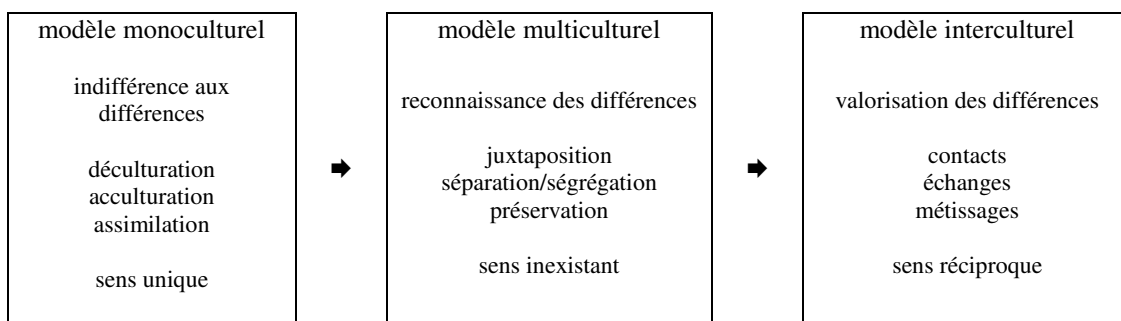 modèle monoculturel
indifférence aux
différences
déculturation
acculturation
assimilation
sens unique
modèle multiculturel
reconnaissance des différences
juxtaposition
séparation/ségrégation
préservation
sens inexistant
modèle interculturel
valorisation des différences
contacts
échanges
métissages
sens réciproque